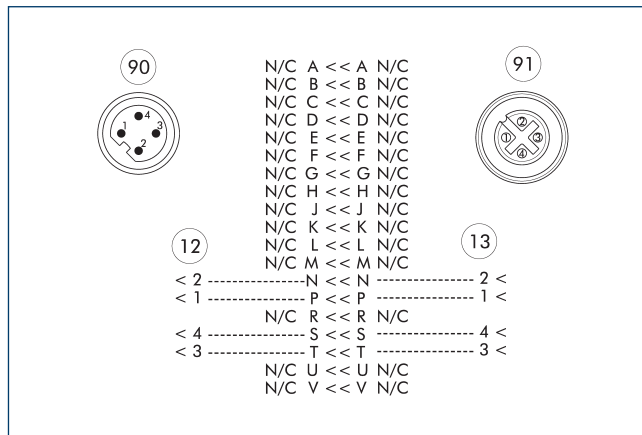 90
91
4
1
3
2
2
1
3
4
12
13
N/C A << A N/C
N/C B << B N/C
N/C C << C N/C
N/C D << D N/C
N/C E << E N/C
N/C F << F N/C
N/C G << G N/C
N/C H << H N/C
N/C J << J N/C
N/C K << K N/C
N/C L << L N/C
N/C M << M N/C
< 2 --------------- N << N --------------- 2 <
< 1 --------------- P << P --------------- 1 <
N/C R << R N/C
< 4 --------------- S << S --------------- 4 <
< 3 --------------- T << T --------------- 3 <
N/C U << U N/C
N/C V << V N/C